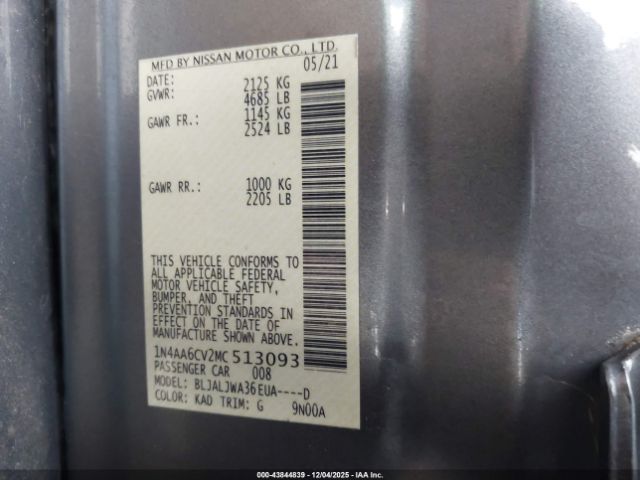 MFD BY NISSAN MOTOR CO., LTD.
DATE: 05/21
GVWR: 2125 KG
4685 LB
GAWR FR.: 1145 KG
2524 LB
GAWR RR.: 1000 KG
2205 LB
THIS VEHICLE CONFORMS TO
ALL APPLICABLE FEDERAL
MOTOR VEHICLE SAFETY,
BUMPER, AND THEFT
PREVENTION STANDARDS IN
EFFECT ON THE DATE OF
MANUFACTURE SHOWN ABOVE.
1N4AA6CV2MC513093
PASSENGER CAR 008
MODEL: BLJALJWA36EUA----D
COLOR: KAD TRIM: G 9N00A
000-43844839 | 12/04/2025 - IAA Inc.